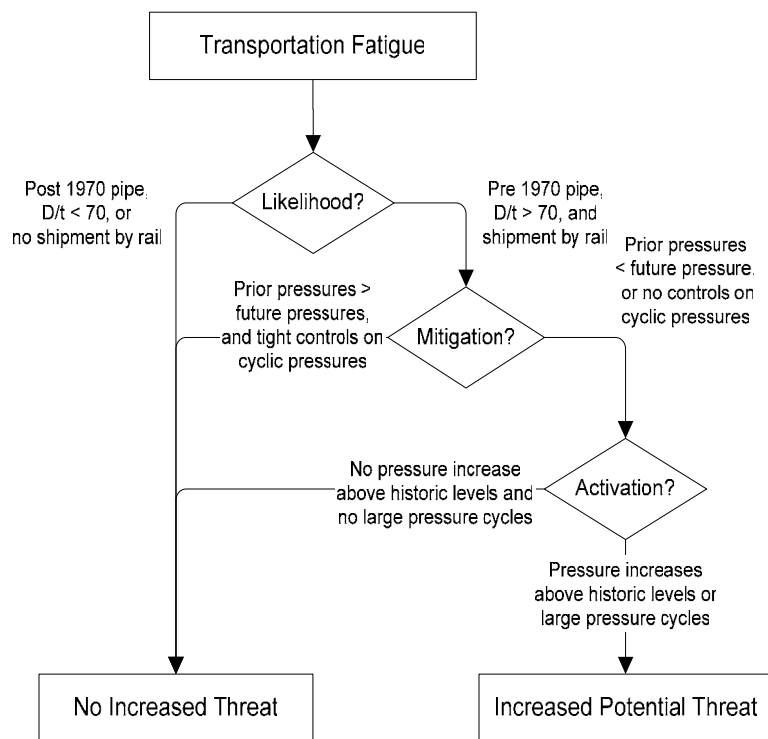 Transportation Fatigue
Likelihood?
Post 1970 pipe,
D/t < 70, or
no shipment by rail
Pre 1970 pipe,
D/t > 70, and
shipment by rail
Mitigation?
Prior pressures >
future pressures,
and tight controls on
cyclic pressures
Prior pressures
< future pressure,
or no controls on
cyclic pressures
Activation?
No pressure increase
above historic levels and
no large pressure cycles
Pressure increases
above historic levels or
large pressure cycles
No Increased Threat
Increased Potential Threat